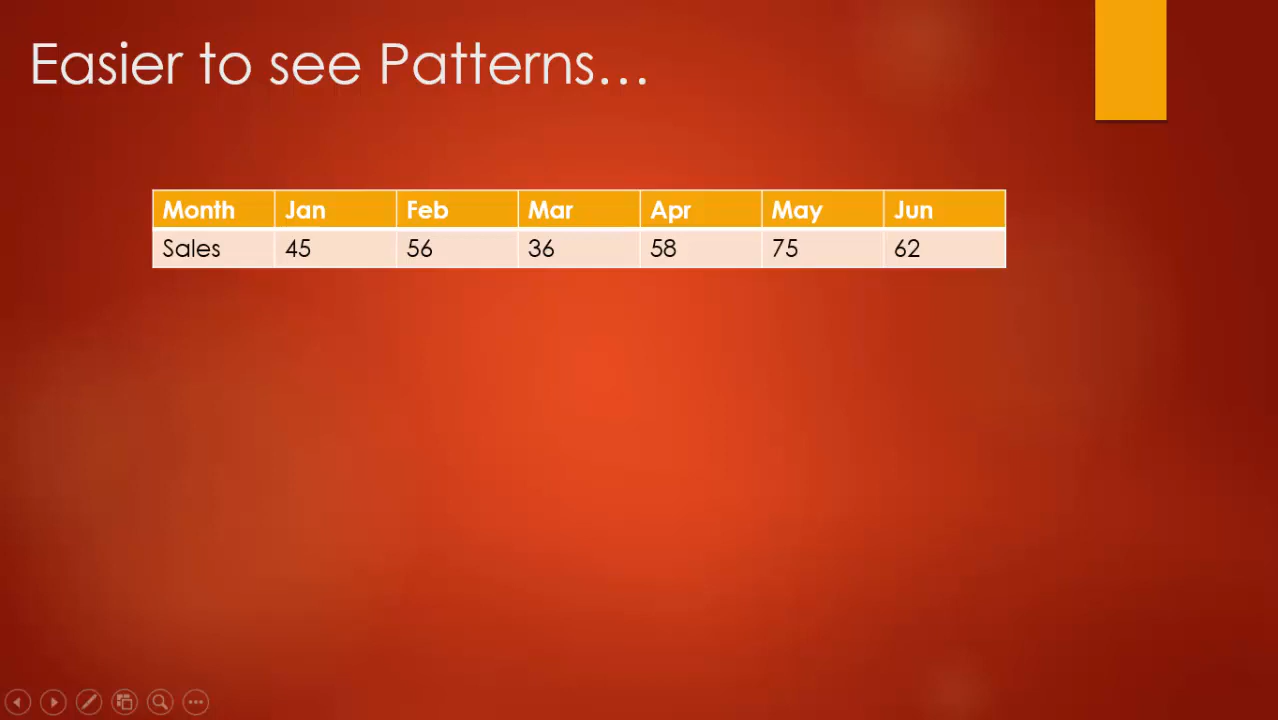 Easier to see Patterns...
Month Jan Feb Mar Apr May Jun
Sales 45 56 36 58 75 62